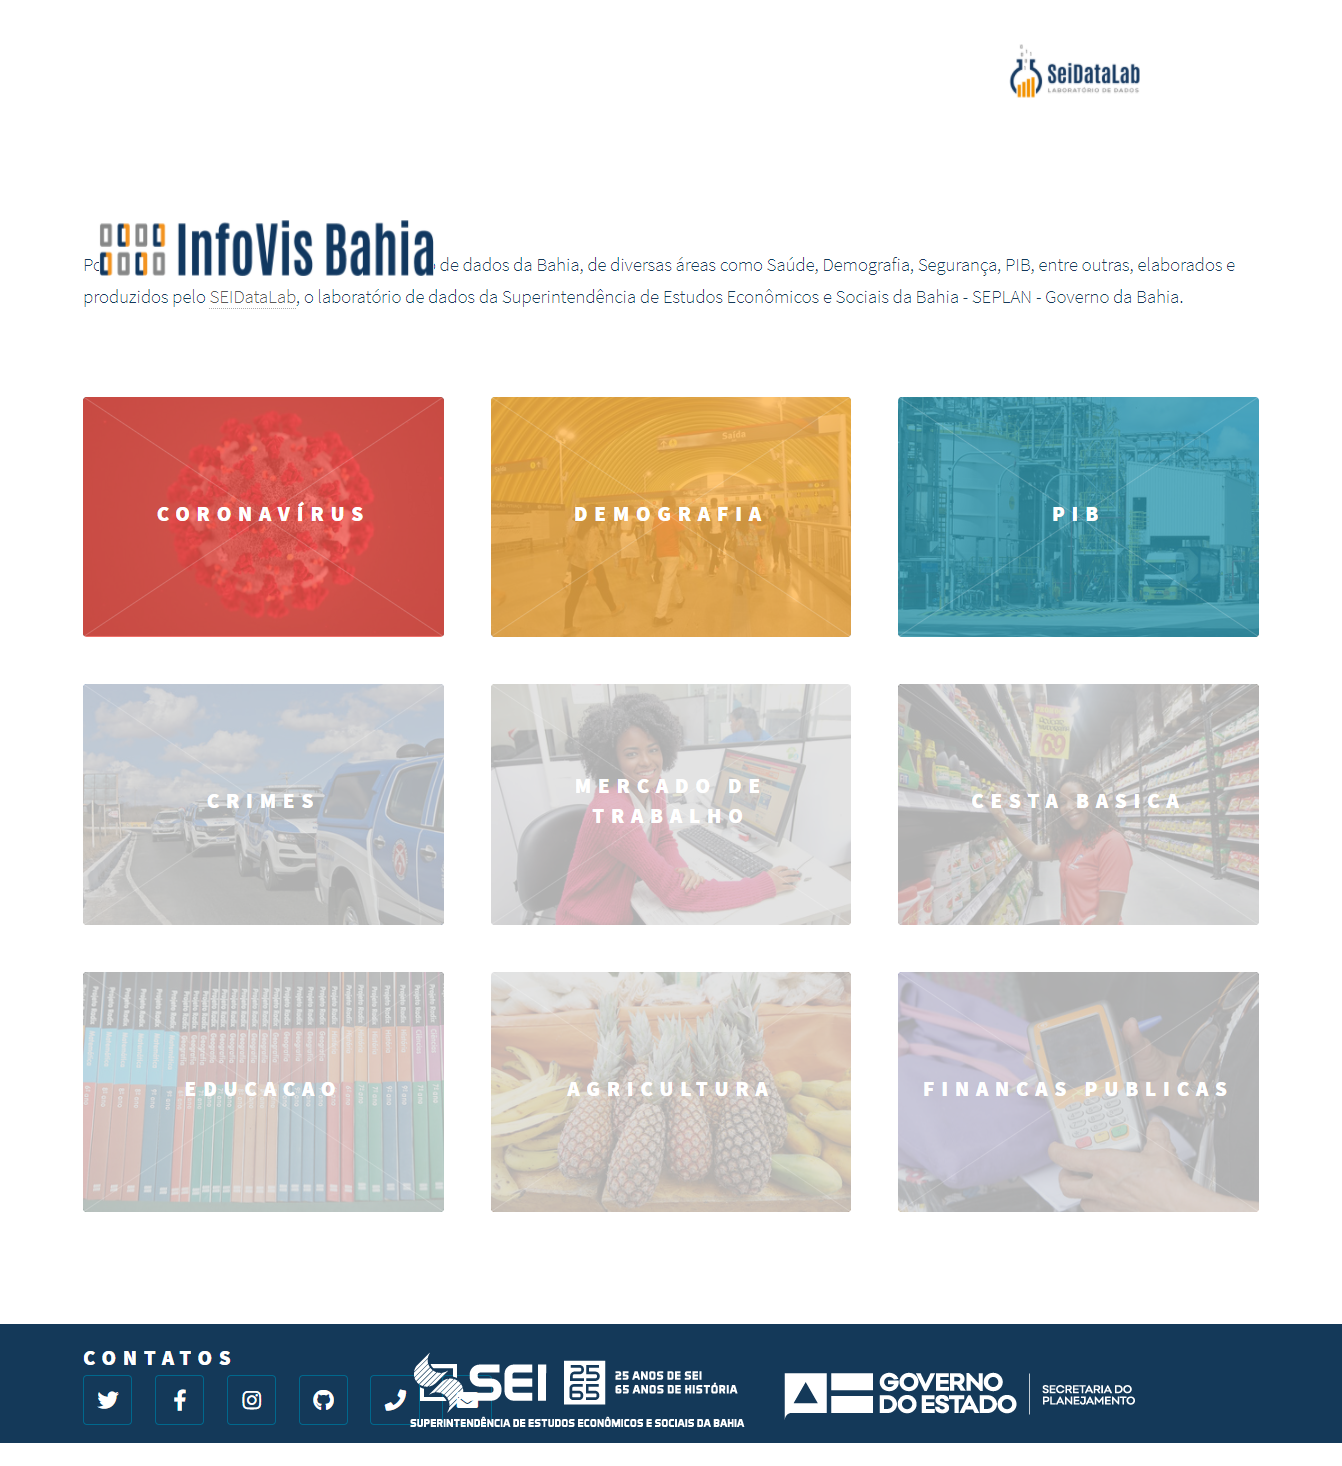 SeiDataLab
LABORATÓRIO DE DADOS
InfoVis Bahia
de dados da Bahia, de diversas áreas como Saúde, Demografia, Segurança, PIB, entre outras, elaborados e
produzidos pelo SEIDataLab, o laboratório de dados da Superintendência de Estudos Econômicos e Sociais da Bahia - SEPLAN - Governo da Bahia.
Saída
CORONAVÍRUS
DEMOGRAFIA
PIB
MERCADO DE
TRABALHO
CRIMES
CESTA BASICA
EDUCACAO
AGRICULTURA
FINANCAS PUBLICAS
CONTATOS
SEI
25
65
25 ANOS DE SEI
65 ANOS DE HISTÓRIA
SUPERINTENDÊNCIA DE ESTUDOS ECONÔMICOS E SOCIAIS DA BAHIA
GOVERNO
DO ESTADO
SECRETARIA DO
PLANEJAMENTO